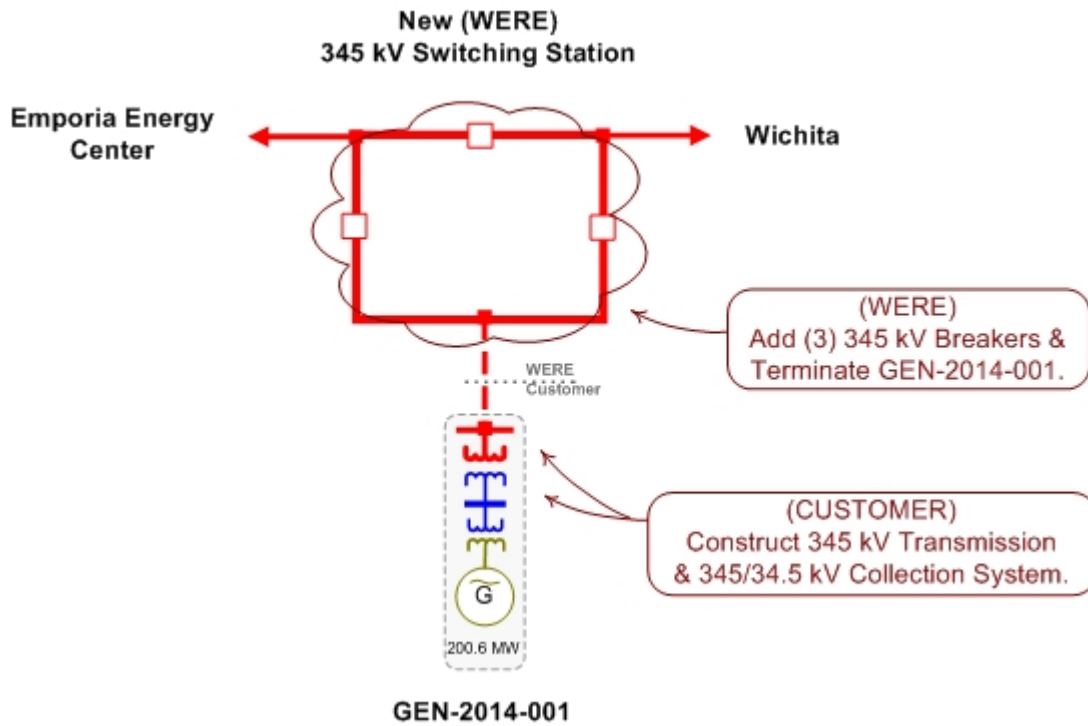 New (WERE)
345 kV Switching Station
Emporia Energy
Center
Wichita
(WERE)
Add (3) 345 kV Breakers &
Terminate GEN-2014-001.
WERE
Customer
(CUSTOMER)
Construct 345 kV Transmission
& 345/34.5 kV Collection System.
G
200.6 MW
GEN-2014-001